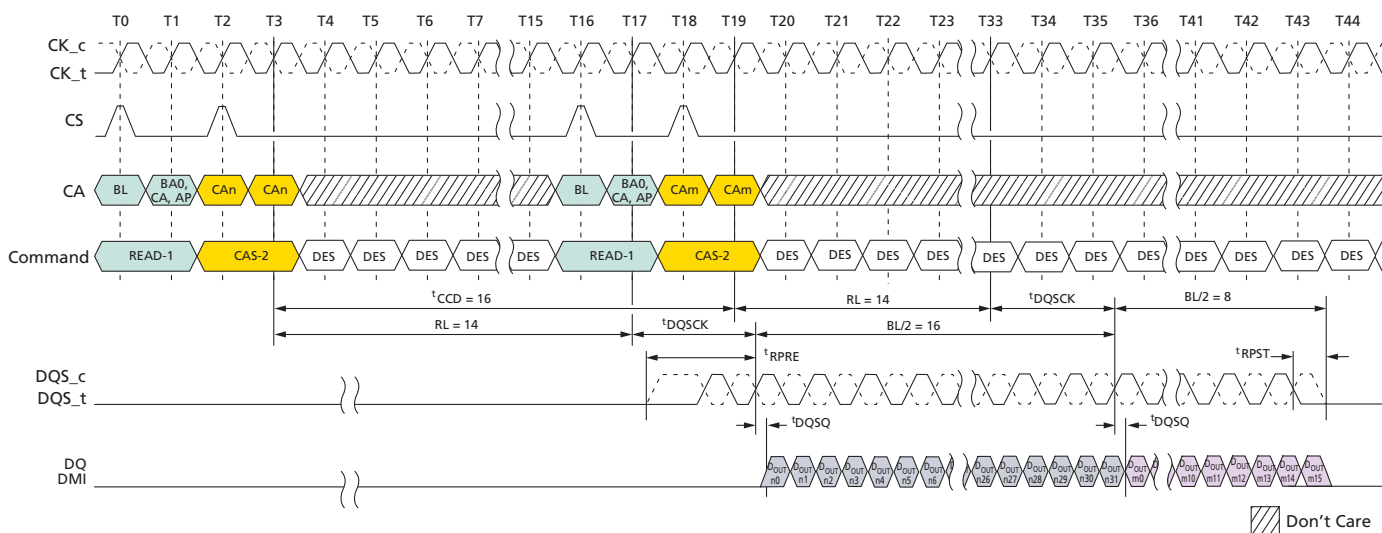 T0 T1 T2 T3 T4 T5 T6 T7 T15 T16 T17 T18 T19 T20 T21 T22 T23 T33 T34 T35 T36 T41 T42 T43 T44
CK_c
CK_t
CS
CA BL BA0, CA, AP CAn CAn BL BA0, CA, AP CAm CAm
Command READ-1 CAS-2 DES DES DES DES DES READ-1 CAS-2 DES DES DES DES DES DES DES DES DES DES DES DES
tCCD = 16 RL = 14 tDQSCK BL/2 = 8
RL = 14 tDQSCK BL/2 = 16
tRPRE tRPST
DQS_c
DQS_t
tDQSQ tDQSQ
DQ
DMI
DOUT n0 DOUT n1 DOUT n2 DOUT n3 DOUT n4 DOUT n5 DOUT n6 DOUT n26 DOUT n27 DOUT n28 DOUT n29 DOUT n30 DOUT n31 DOUT m0 DOUT m10 DOUT m11 DOUT m12 DOUT m13 DOUT m14 DOUT m15
Don't Care